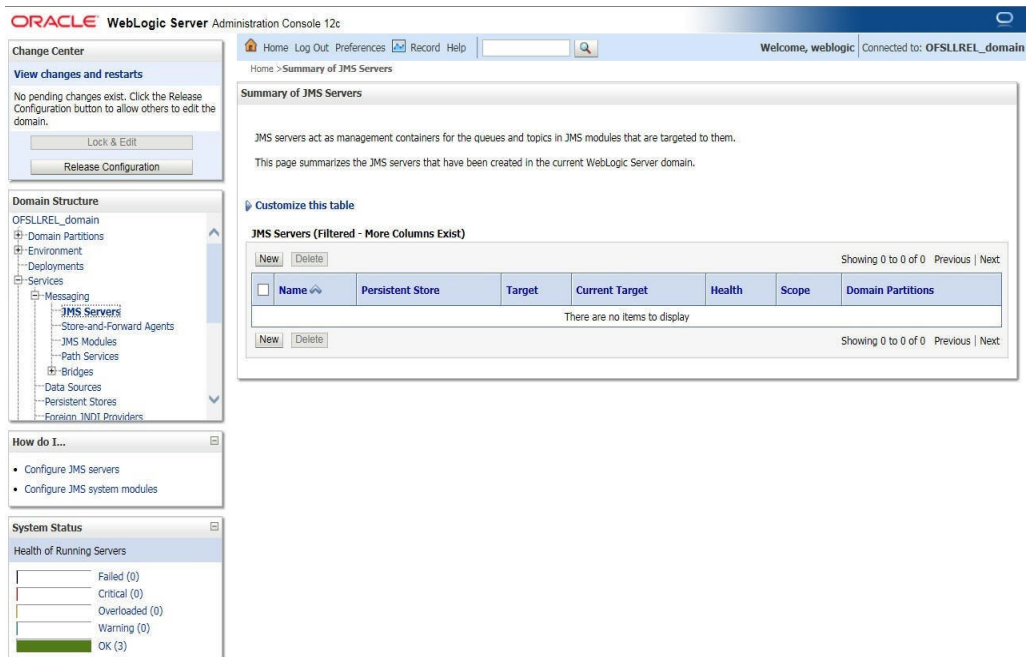 ORACLE WebLogic Server Administration Console 12c
Change Center
View changes and restarts
No pending changes exist. Click the Release
Configuration button to allow others to edit the
domain.
Lock & Edit
Release Configuration
Domain Structure
OFSLLREL_domain
Domain Partitions
Environment
Deployments
Services
Messaging
JMS Servers
Store-and-Forward Agents
JMS Modules
Path Services
Bridges
Data Sources
Persistent Stores
Foreign JNDI Providers
How do I...
Configure JMS servers
Configure JMS system modules
System Status
Health of Running Servers
Failed (0)
Critical (0)
Overloaded (0)
Warning (0)
OK (3)
Home Log Out Preferences Record Help
Welcome, weblogic Connected to: OFSLLREL_domain
Home >Summary of JMS Servers
Summary of JMS Servers
JMS servers act as management containers for the queues and topics in JMS modules that are targeted to them.
This page summarizes the JMS servers that have been created in the current WebLogic Server domain.
Customize this table
JMS Servers (Filtered - More Columns Exist)
New Delete Showing 0 to 0 of 0 Previous | Next
Name Persistent Store Target Current Target Health Scope Domain Partitions
There are no items to display
New Delete Showing 0 to 0 of 0 Previous | Next